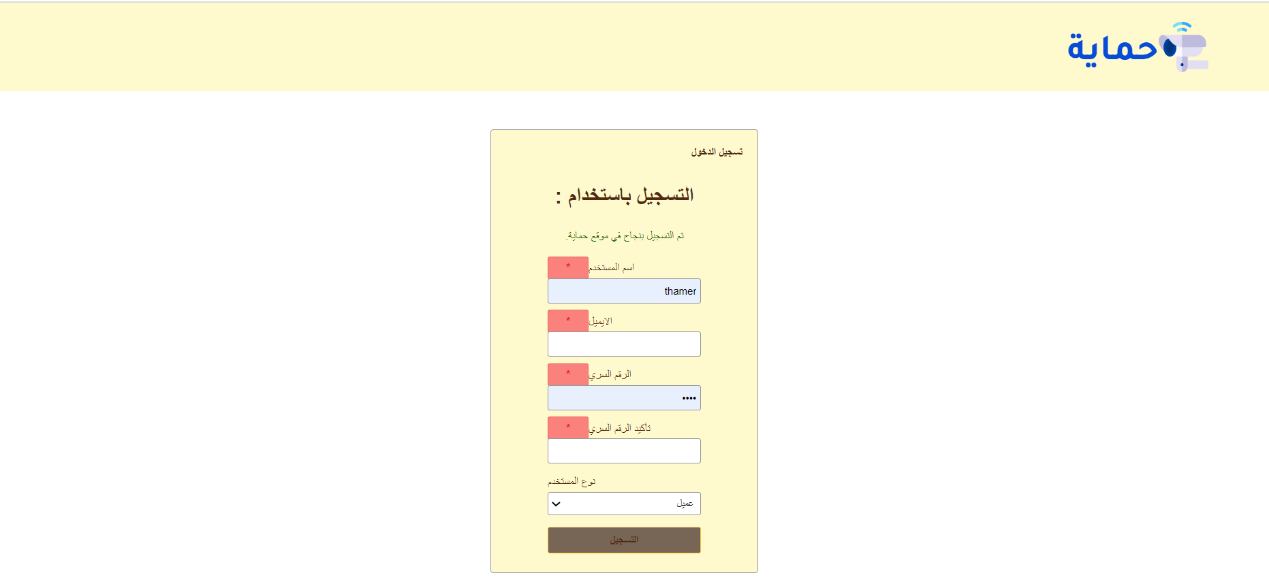 حماية
تسجيل الدخول
التسجيل باستخدام :
تم التسجيل بنجاح في موقع حماية.
اسم المستخدم *
thamer
الايميل *
الرقم السري *
••••
تأكيد الرقم السري *
نوع المستخدم
عميل
التسجيل